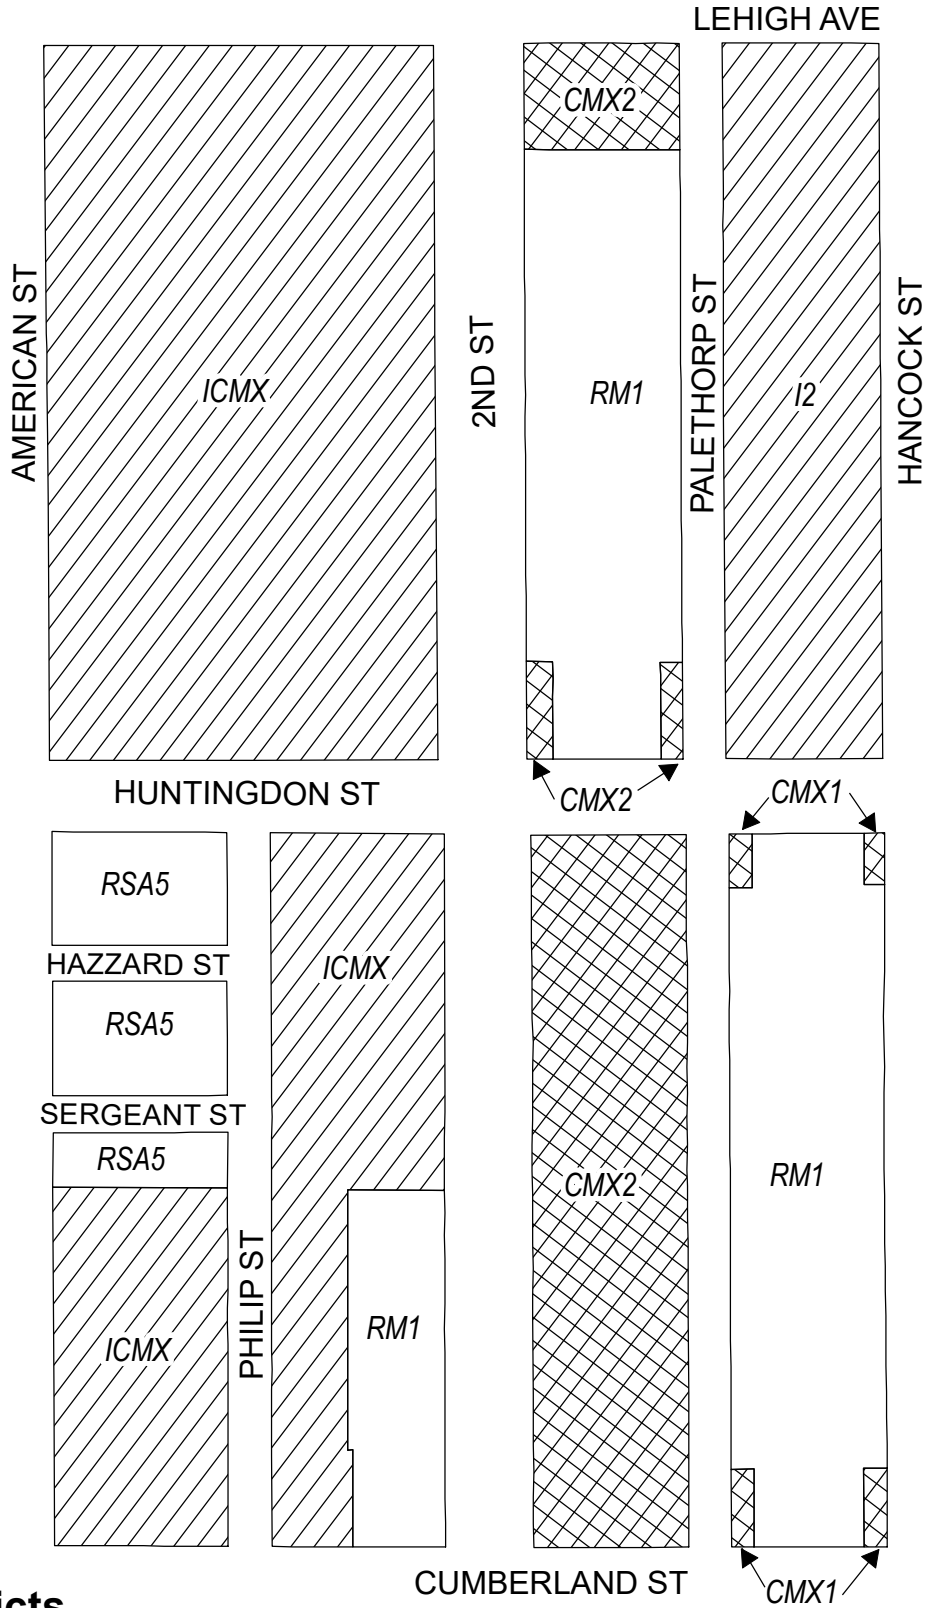 LEHIGH AVE
CMX2
AMERICAN ST
ICMX
2ND ST
RM1
PALETHORP ST
I2
HANCOCK ST
HUNTINGDON ST
CMX2
CMX1
RSA5
HAZZARD ST
ICMX
RSA5
SERGEANT ST
RSA5
CMX2
RM1
PHILIP ST
ICMX
RM1
CUMBERLAND ST
CMX1